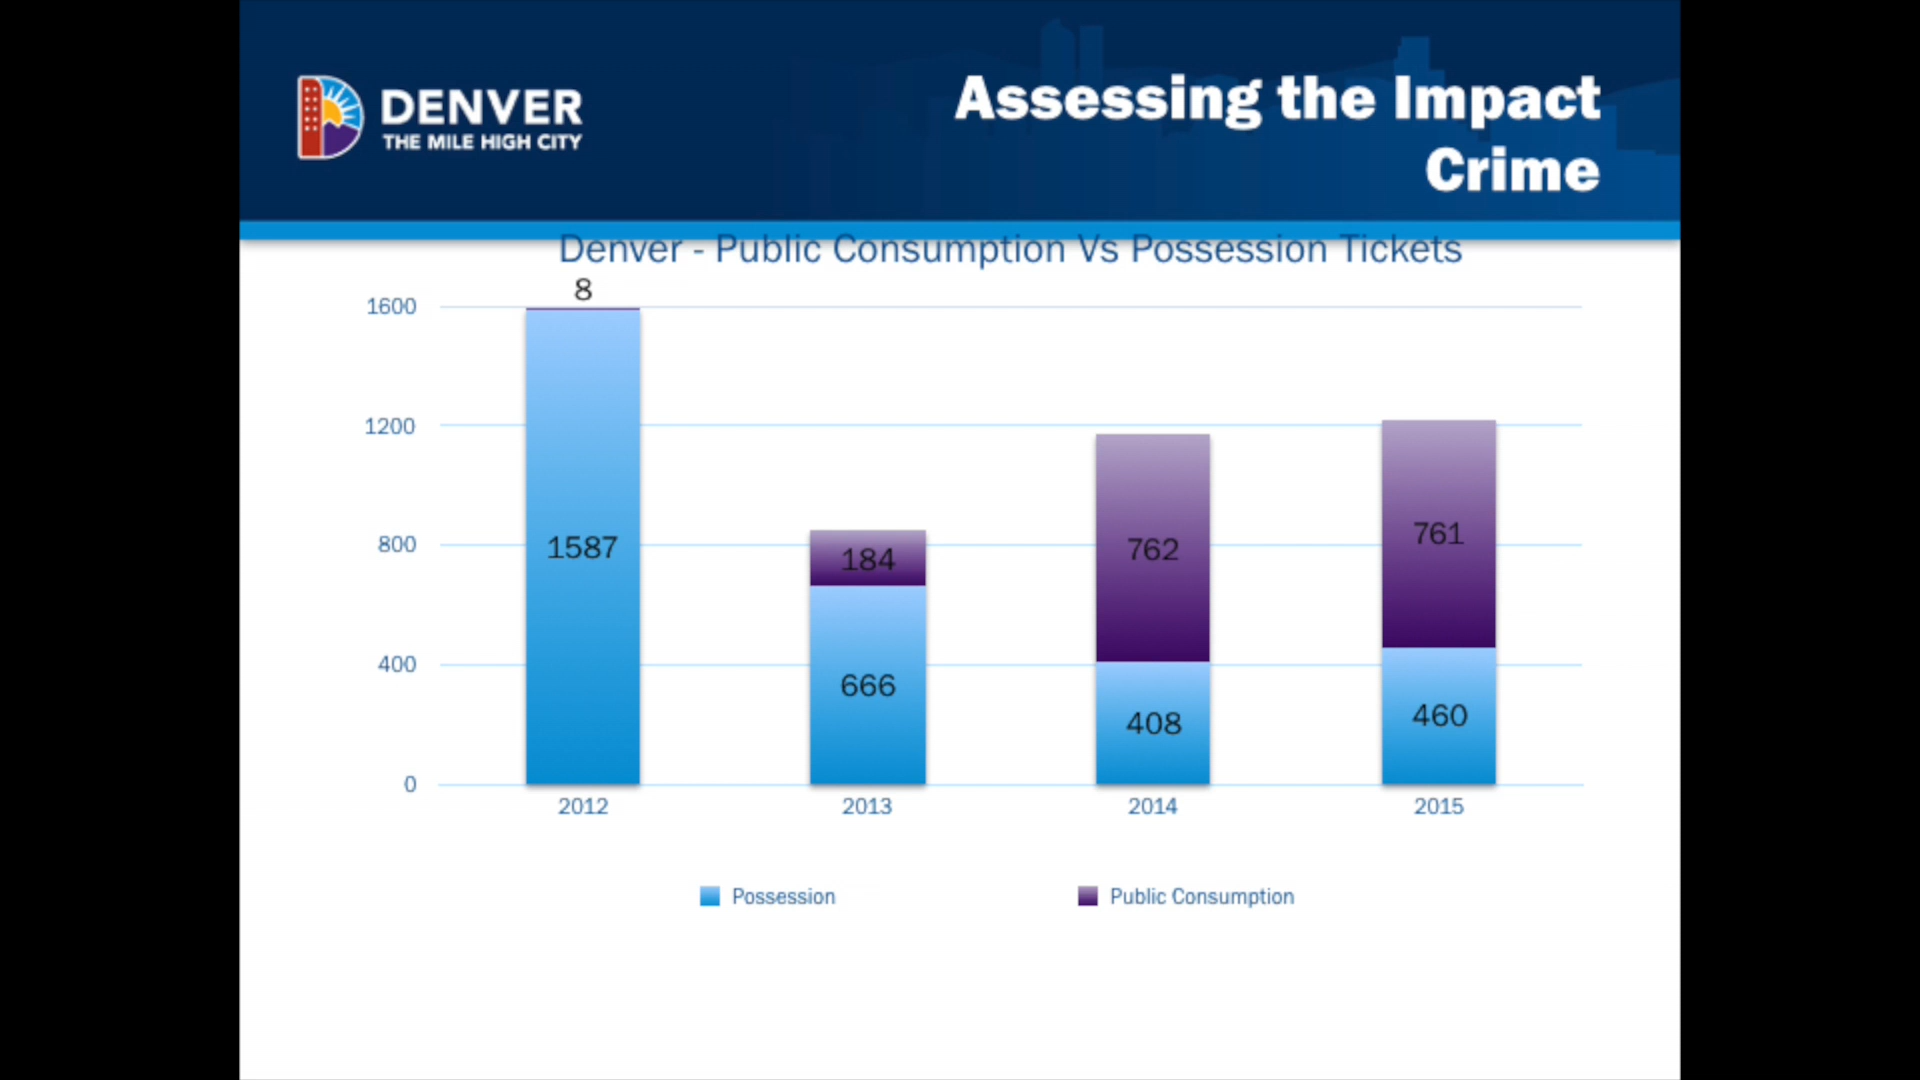 DENVER
THE MILE HIGH CITY
Assessing the Impact
Crime
Denver - Public Consumption Vs Possession Tickets
8
1600
1200
800
400
0
1587
184
666
762
408
761
460
2012
2013
2014
2015
Possession
Public Consumption